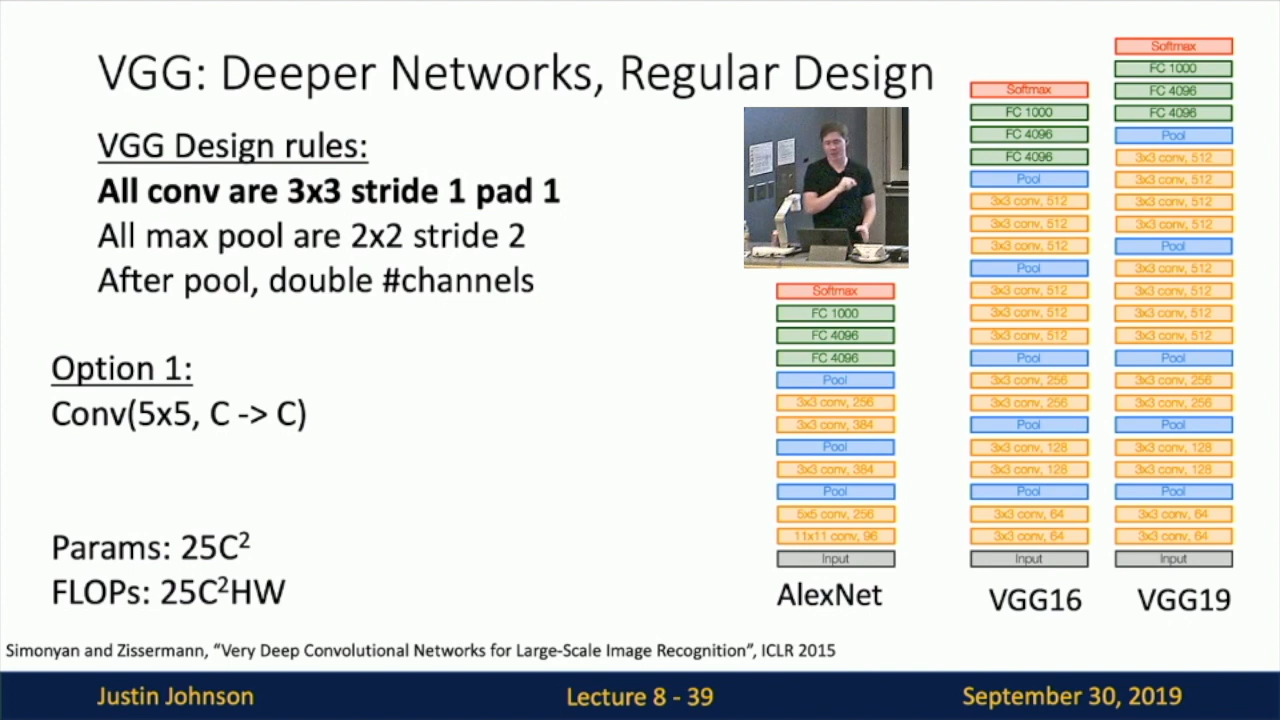 VGG: Deeper Networks, Regular Design
VGG Design rules:
All conv are 3x3 stride 1 pad 1
All max pool are 2x2 stride 2
After pool, double #channels
Option 1:
Conv(5x5, C -> C)
Params: 25C²
FLOPs: 25C²HW
Softmax
FC 1000
FC 4096
FC 4096
Pool
3x3 conv, 256
3x3 conv, 384
Pool
3x3 conv, 384
Pool
5x5 conv, 256
11x11 conv, 96
Input
AlexNet
Softmax
FC 1000
FC 4096
FC 4096
Pool
3x3 conv, 512
3x3 conv, 512
3x3 conv, 512
Pool
3x3 conv, 512
3x3 conv, 512
3x3 conv, 512
Pool
3x3 conv, 256
3x3 conv, 256
Pool
3x3 conv, 128
3x3 conv, 128
Pool
3x3 conv, 64
3x3 conv, 64
Input
VGG16
Softmax
FC 1000
FC 4096
FC 4096
Pool
3x3 conv, 512
3x3 conv, 512
3x3 conv, 512
3x3 conv, 512
Pool
3x3 conv, 512
3x3 conv, 512
3x3 conv, 512
3x3 conv, 512
Pool
3x3 conv, 256
3x3 conv, 256
Pool
3x3 conv, 128
3x3 conv, 128
Pool
3x3 conv, 64
3x3 conv, 64
Input
VGG19
Simonyan and Zissermann, “Very Deep Convolutional Networks for Large-Scale Image Recognition”, ICLR 2015
Justin Johnson
Lecture 8 - 39
September 30, 2019